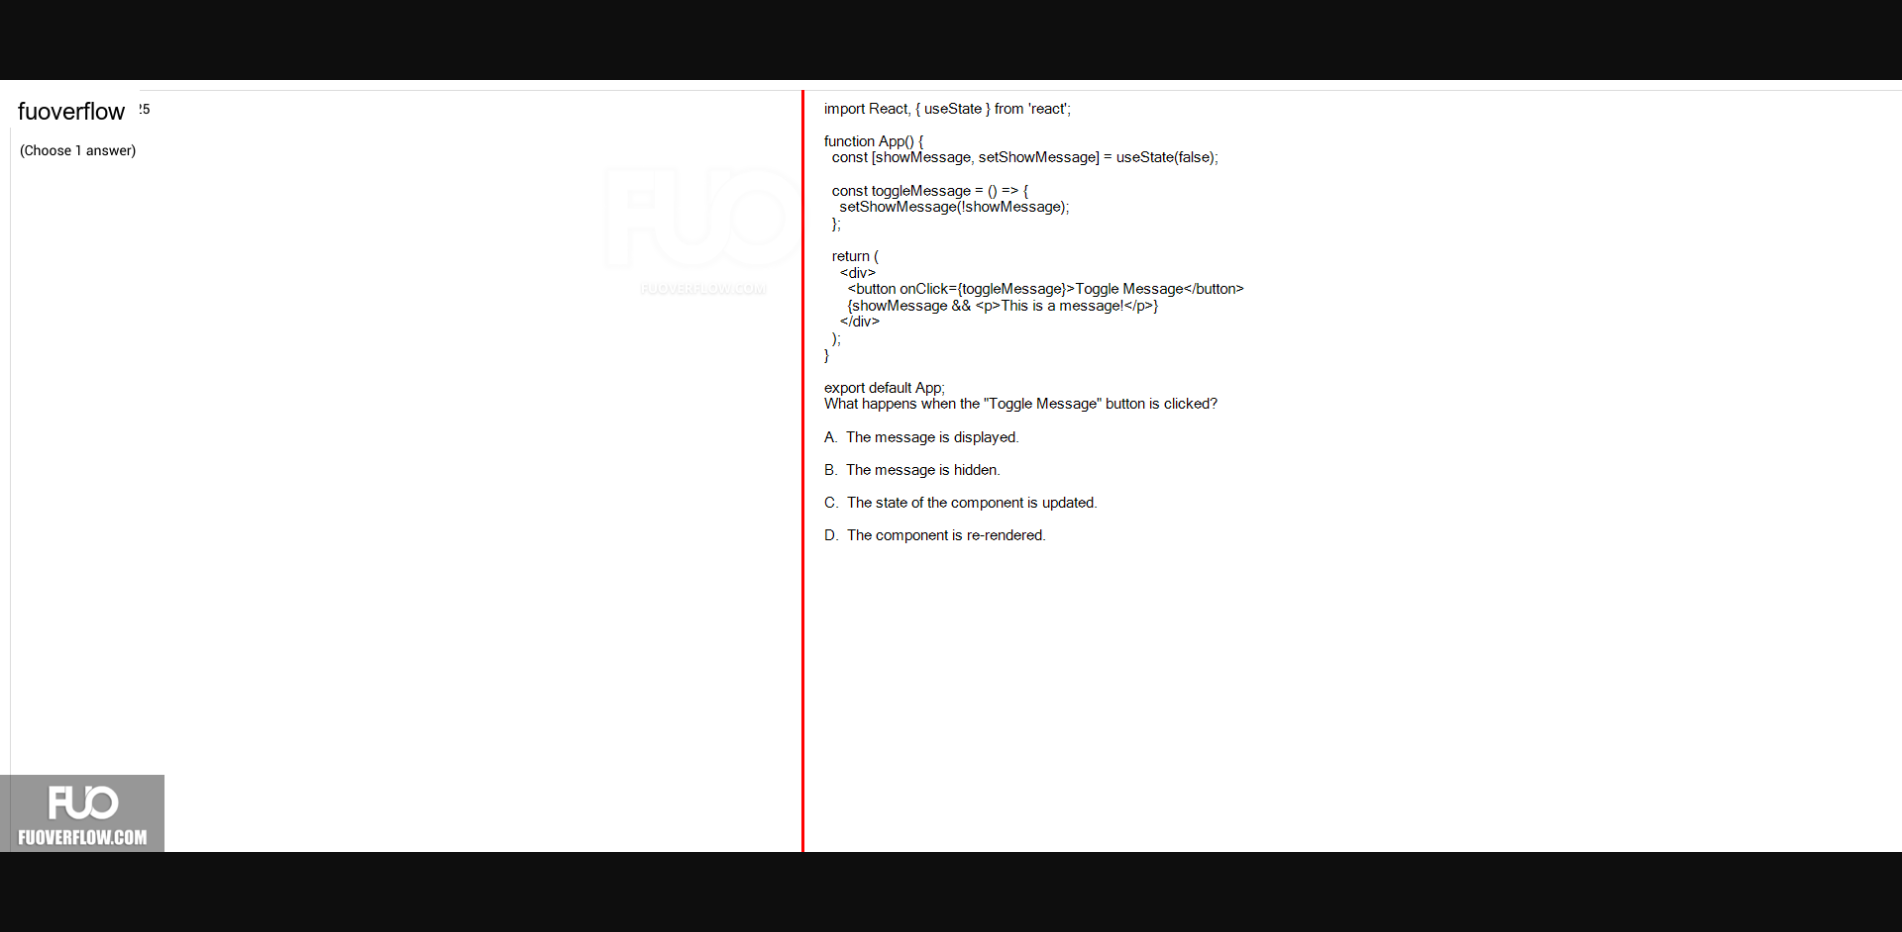 fuoverflow
25
(Choose 1 answer)
FUO
FUOVERFLOW.COM
import React, { useState } from 'react';
function App() {
const [showMessage, setShowMessage] = useState(false);
const toggleMessage = () => {
setShowMessage(!showMessage);
};
return (
<div>
<button onClick={toggleMessage}>Toggle Message</button>
{showMessage && <p>This is a message!</p>}
</div>
);
}
export default App;
What happens when the "Toggle Message" button is clicked?
A. The message is displayed.
B. The message is hidden.
C. The state of the component is updated.
D. The component is re-rendered.
FUO
FUOVERFLOW.COM